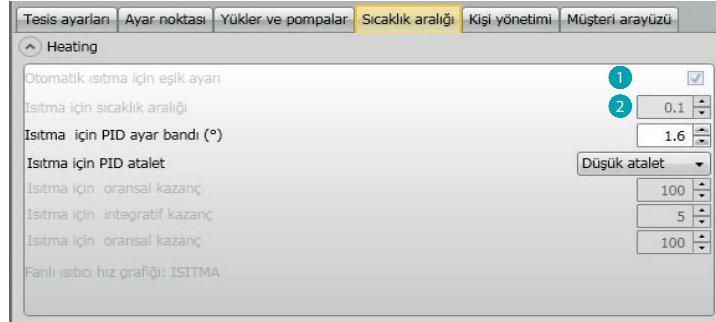 Tesis ayarları Ayar noktası Yükler ve pompalar Sıcaklık aralığı Kişi yönetimi Müşteri arayüzü
Heating
Otomatik ısıtma için eşik ayarı 1
Isıtma için sıcaklık aralığı 2 0.1
Isıtma için PID ayar bandı (°) 1.6
Isıtma için PID atalet Düşük atalet
Isıtma için oransal kazanç 100
Isıtma için integratif kazanç 5
Isıtma için oransal kazanç 100
Fanlı ısıtıcı hız grafiği: ISITMA